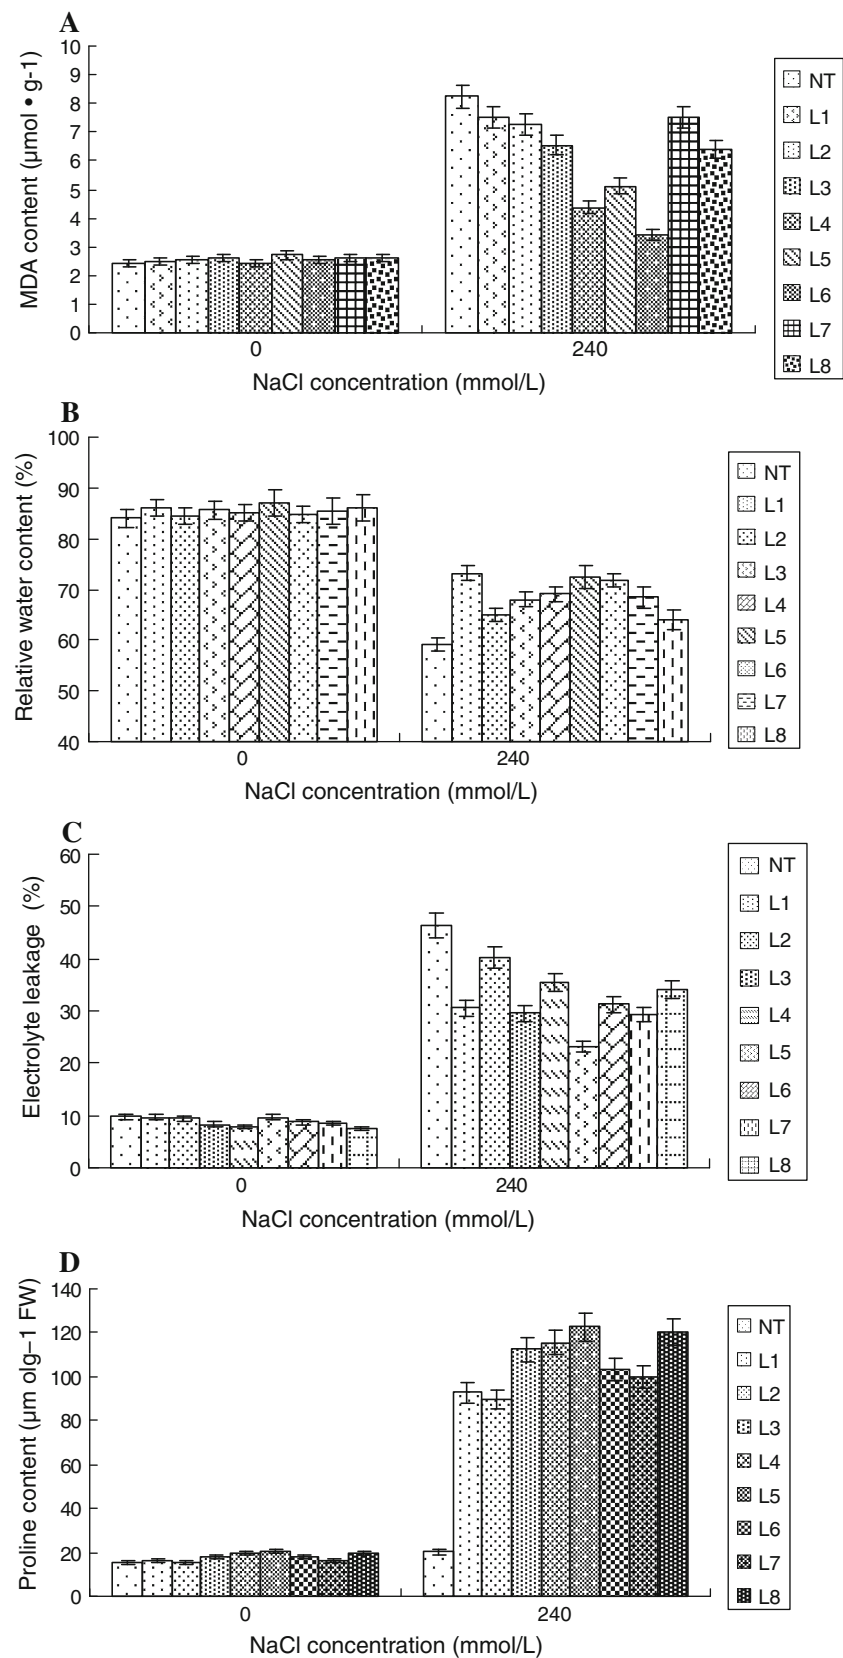 A
MDA content (μmol • g-1)
10
9
8
7
6
5
4
3
2
1
0
0
240
NaCl concentration (mmol/L)
NT
L1
L2
L3
L4
L5
L6
L7
L8
B
Relative water content (%)
100
90
80
70
60
50
40
0
240
NaCl concentration (mmol/L)
NT
L1
L2
L3
L4
L5
L6
L7
L8
C
Electrolyte leakage (%)
60
50
40
30
20
10
0
0
240
NaCl concentration (mmol/L)
NT
L1
L2
L3
L4
L5
L6
L7
L8
D
Proline content (μm olg–1 FW)
140
120
100
80
60
40
20
0
0
240
NaCl concentration (mmol/L)
NT
L1
L2
L3
L4
L5
L6
L7
L8